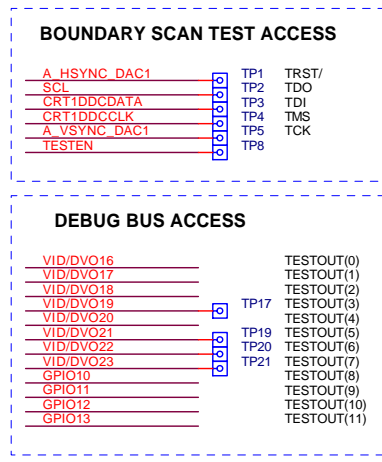 BOUNDARY SCAN TEST ACCESS
A_HSYNC_DAC1 TP1 TRST/
SCL TP2 TDO
CRT1DDCDATA TP3 TDI
CRT1DDCCLK TP4 TMS
A_VSYNC_DAC1 TP5 TCK
TESTEN TP8
DEBUG BUS ACCESS
VID/DVO16 TESTOUT(0)
VID/DVO17 TESTOUT(1)
VID/DVO18 TESTOUT(2)
VID/DVO19 TP17 TESTOUT(3)
VID/DVO20 TESTOUT(4)
VID/DVO21 TP19 TESTOUT(5)
VID/DVO22 TP20 TESTOUT(6)
VID/DVO23 TP21 TESTOUT(7)
GPIO10 TESTOUT(8)
GPIO11 TESTOUT(9)
GPIO12 TESTOUT(10)
GPIO13 TESTOUT(11)